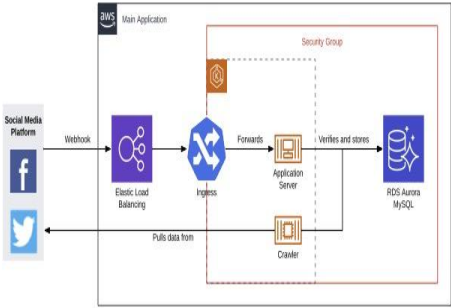 aws
Main Application
Security Group
Social Media
Platform
Webhook
Forwards
Verifies and stores
Elastic Load
Balancing
Ingress
Application
Server
RDS Aurora
MySQL
Pulls data from
Crawler